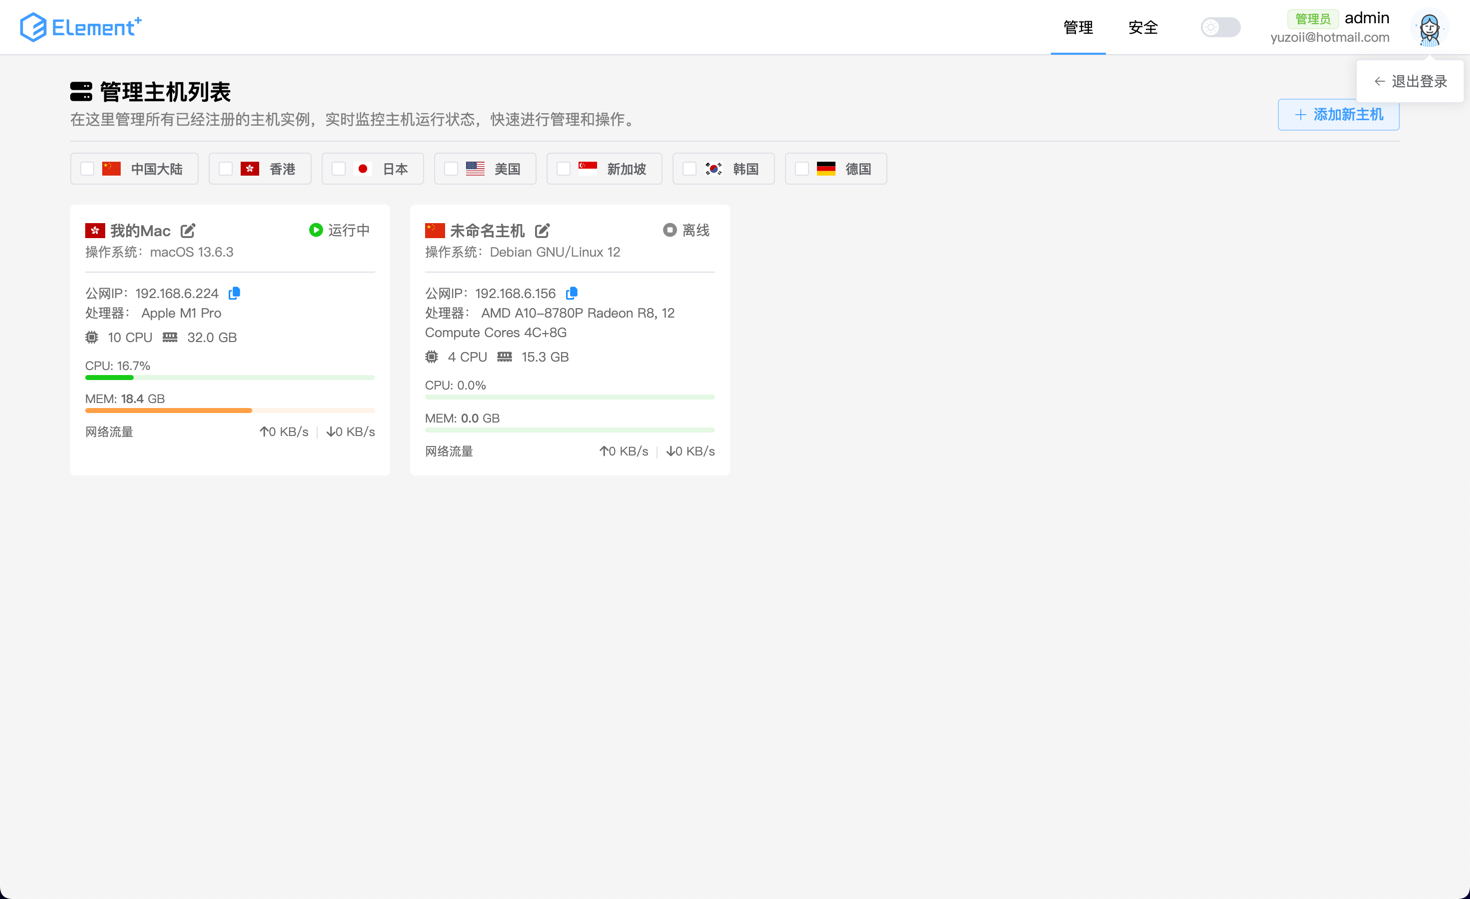 ELement+
管理
安全
管理员 admin
yuzoii@hotmail.com
退出登录
管理主机列表
在这里管理所有已经注册的主机实例，实时监控主机运行状态，快速进行管理和操作。
添加新主机
中国大陆
香港
日本
美国
新加坡
韩国
德国
我的Mac
运行中
操作系统：macOS 13.6.3
公网IP：192.168.6.224
处理器： Apple M1 Pro
10 CPU 32.0 GB
CPU: 16.7%
MEM: 18.4 GB
网络流量 ↑0 KB/s | ↓0 KB/s
未命名主机
离线
操作系统：Debian GNU/Linux 12
公网IP：192.168.6.156
处理器： AMD A10-8780P Radeon R8, 12
Compute Cores 4C+8G
4 CPU 15.3 GB
CPU: 0.0%
MEM: 0.0 GB
网络流量 ↑0 KB/s | ↓0 KB/s